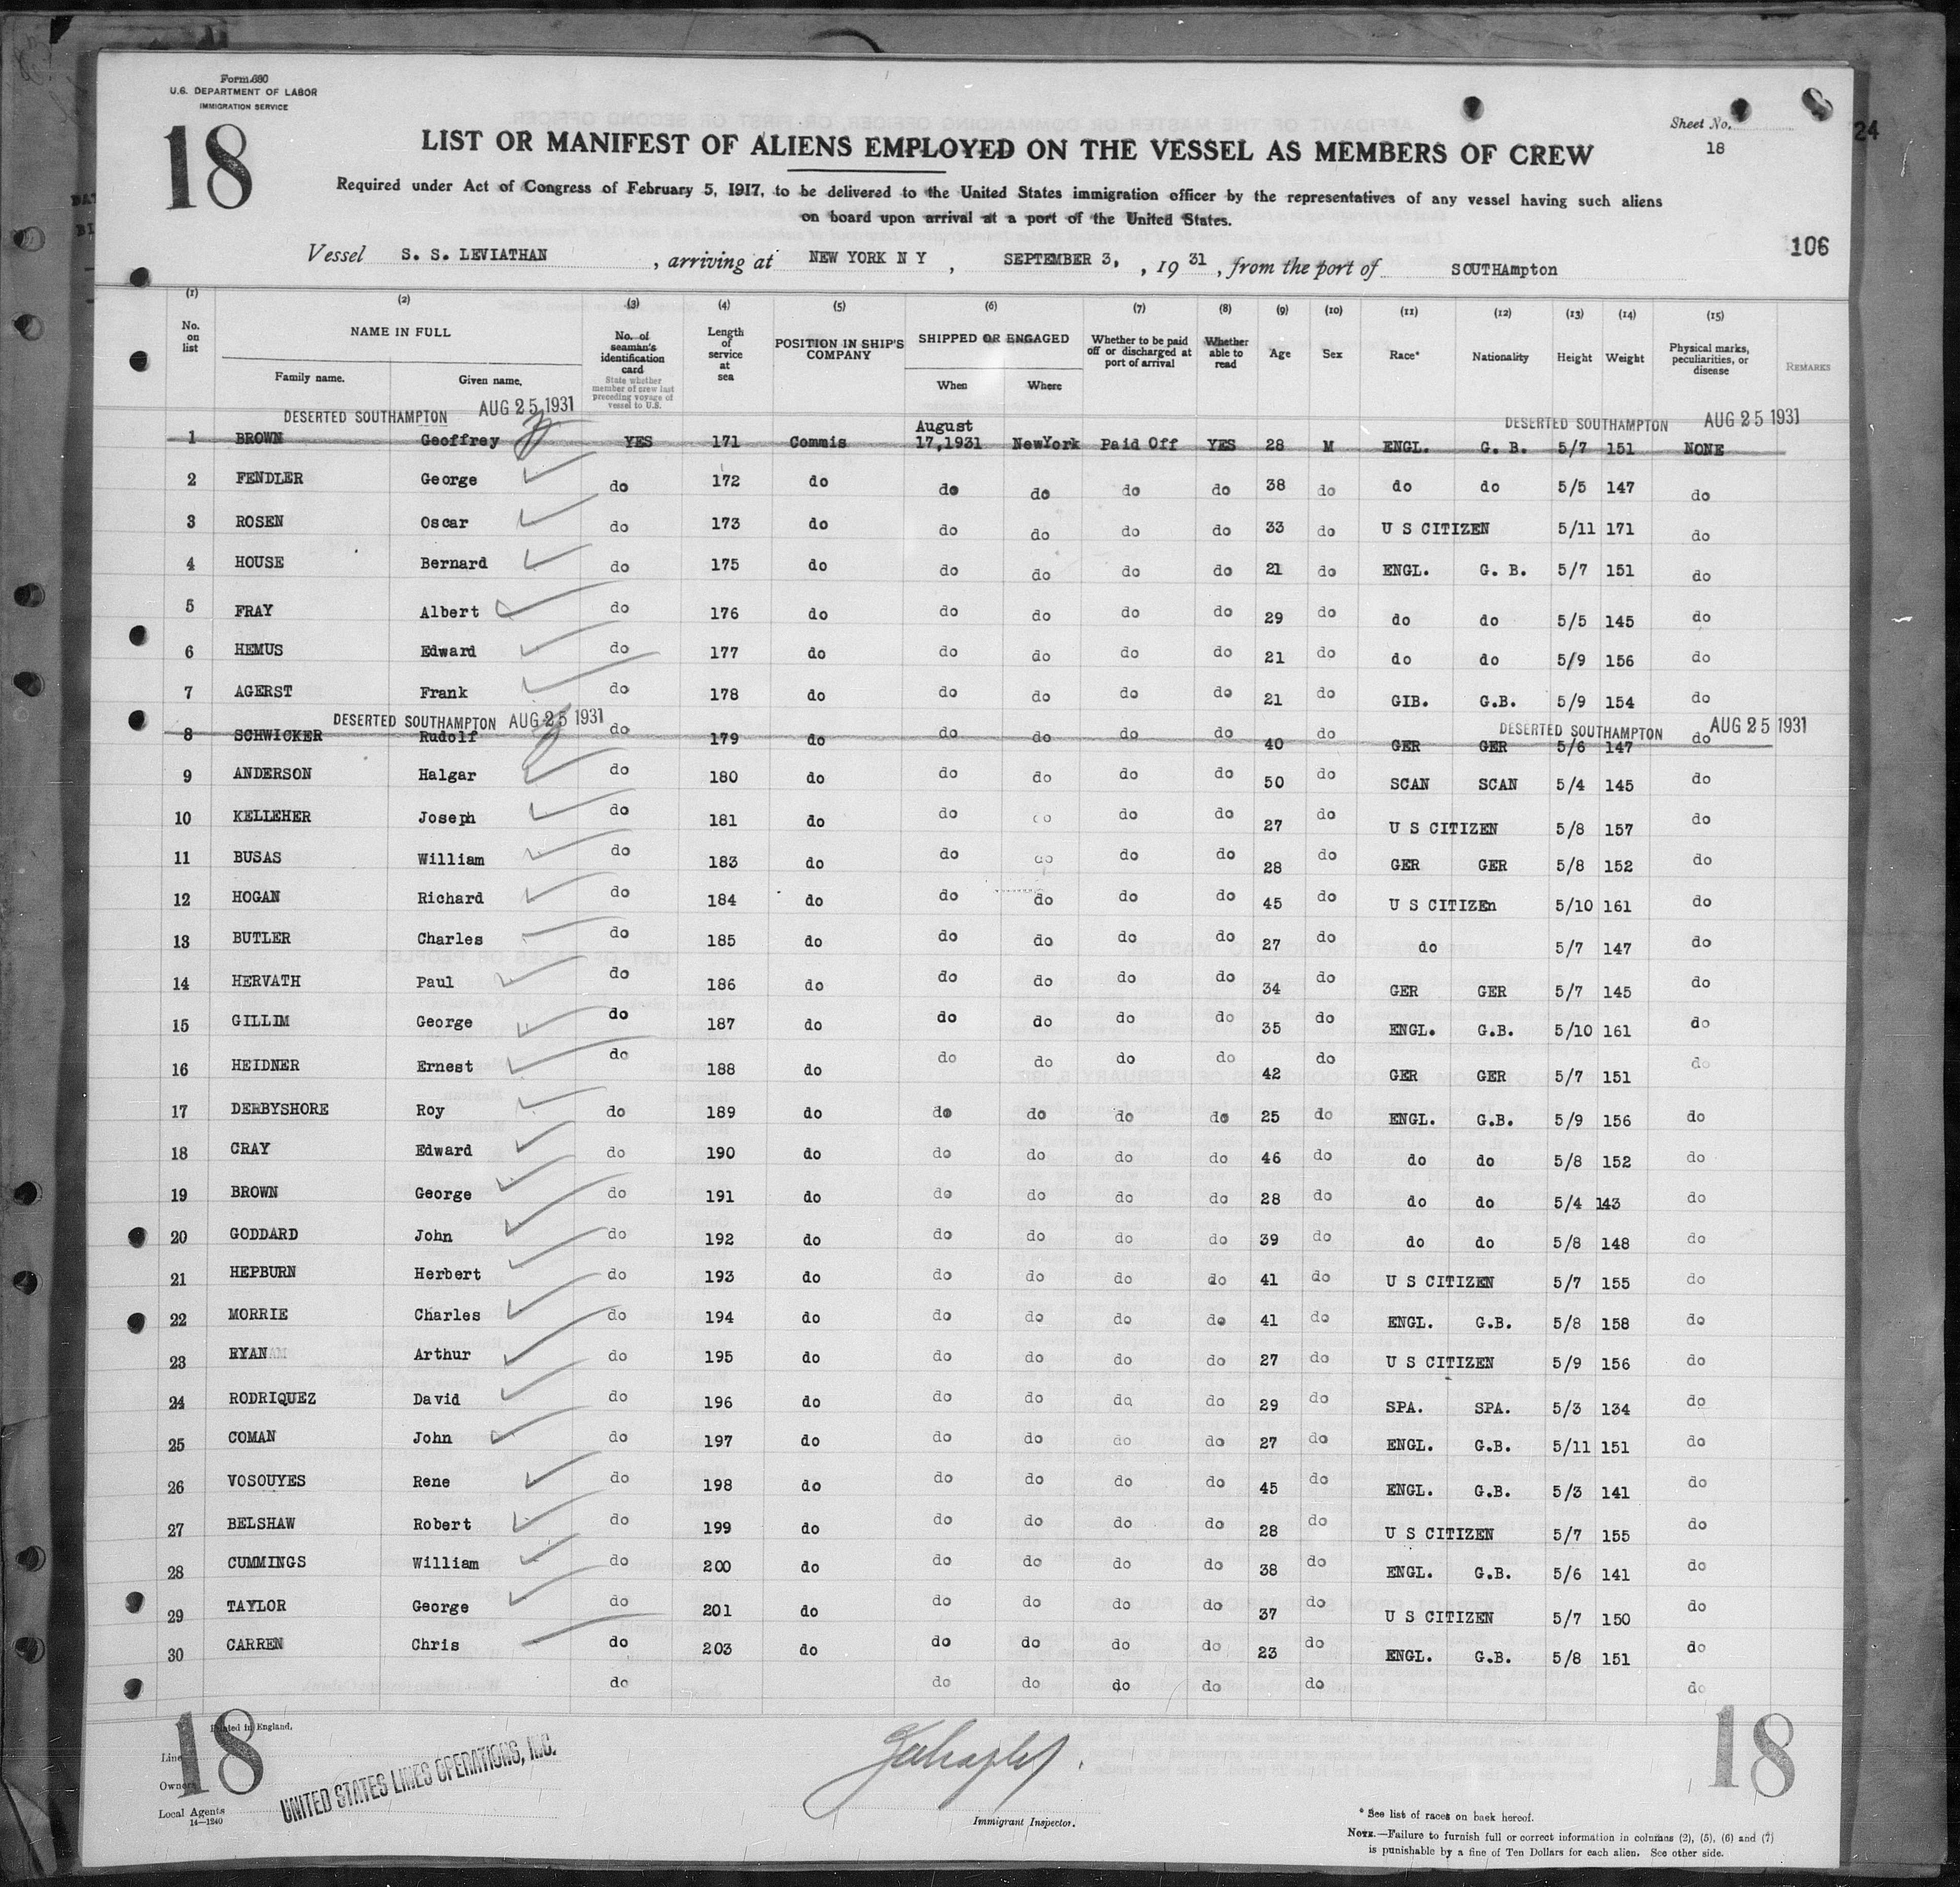 Form 680
U.S. DEPARTMENT OF LABOR
IMMIGRATION SERVICE
18
LIST OR MANIFEST OF ALIENS EMPLOYED ON THE VESSEL AS MEMBERS OF CREW
Sheet No.
18
24
Required under Act of Congress of February 5, 1917, to be delivered to the United States immigration officer by the representatives of any vessel having such aliens
on board upon arrival at a port of the United States.
106
Vessel S. S. LEVIATHAN , arriving at NEW YORK N Y , SEPTEMBER 3, , 19 31 , from the port of SOUTHAmpton
(1) (2) (3) (4) (5) (6) (7) (8) (9) (10) (11) (12) (13) (14) (15)
No. on list NAME IN FULL Family name. Given name. No. of seaman's identification card State whether member of crew last preceding voyage of vessel to U.S. Length of service at sea POSITION IN SHIP'S COMPANY SHIPPED OR ENGAGED When Where Whether to be paid off or discharged at port of arrival Whether able to read Age Sex Race* Nationality Height Weight Physical marks, peculiarities, or disease REMARKS
DESERTED SOUTHAMPTON AUG 25 1931 DESERTED SOUTHAMPTON AUG 25 1931
1 BROWN Geoffrey YES 171 Commis August 17,1931 NewYork Paid Off YES 28 M ENGL. G. B. 5/7 151 NONE
2 FENDLER George do 172 do do do do do 38 do do do 5/5 147 do
3 ROSEN Oscar do 173 do do do do do 33 do U S CITIZEN 5/11 171 do
4 HOUSE Bernard do 175 do do do do do 21 do ENGL. G. B. 5/7 151 do
5 FRAY Albert do 176 do do do do do 29 do do do 5/5 145 do
6 HEMUS Edward do 177 do do do do do 21 do do do 5/9 156 do
7 AGERST Frank do 178 do do do do do 21 do GIB. G.B. 5/9 154 do
DESERTED SOUTHAMPTON AUG 25 1931 DESERTED SOUTHAMPTON AUG 25 1931
8 SCHWICKER Rudolf do 179 do do do do do 40 do GER GER 5/6 147 do
9 ANDERSON Halgar do 180 do do do do do 50 do SCAN SCAN 5/4 145 do
10 KELLEHER Joseph do 181 do do do do do 27 do U S CITIZEN 5/8 157 do
11 BUSAS William do 183 do do do do do 28 do GER GER 5/8 152 do
12 HOGAN Richard do 184 do do do do do 45 do U S CITIZEn 5/10 161 do
13 BUTLER Charles do 185 do do do do do 27 do do 5/7 147 do
14 HERVATH Paul do 186 do do do do do 34 do GER GER 5/7 145 do
15 GILLIM George do 187 do do do do do 35 do ENGL. G.B. 5/10 161 do
16 HEIDNER Ernest do 188 do do do do do 42 do GER GER 5/7 151 do
17 DERBYSHORE Roy do 189 do do do do do 25 do ENGL. G.B. 5/9 156 do
18 CRAY Edward do 190 do do do do do 46 do do do 5/8 152 do
19 BROWN George do 191 do do do do do 28 do do do 5/4 143 do
20 GODDARD John do 192 do do do do do 39 do do do 5/8 148 do
21 HEPBURN Herbert do 193 do do do do do 41 do U S CITIZEN 5/7 155 do
22 MORRIE Charles do 194 do do do do do 41 do ENGL. G.B. 5/8 158 do
23 RYAN Arthur do 195 do do do do do 27 do U S CITIZEN 5/9 156 do
24 RODRIQUEZ David do 196 do do do do do 29 do SPA. SPA. 5/3 134 do
25 COMAN John do 197 do do do do do 27 do ENGL. G.B. 5/11 151 do
26 VOSOUYES Rene do 198 do do do do do 45 do ENGL. G.B. 5/3 141 do
27 BELSHAW Robert do 199 do do do do do 28 do U S CITIZEN 5/7 155 do
28 CUMMINGS William do 200 do do do do do 38 do ENGL. G.B. 5/6 141 do
29 TAYLOR George do 201 do do do do do 37 do U S CITIZEN 5/7 150 do
30 CARREN Chris do 203 do do do do do 23 do ENGL. G.B. 5/8 151 do
do do do do do do do
18 Printed in England. 18
Line
Owners
Local Agents
14—1240
UNITED STATES LINES OPERATIONS, INC.
Immigrant Inspector.
* See list of races on back hereof.
NOTE.—Failure to furnish full or correct information in columns (2), (5), (6) and (7)
is punishable by a fine of Ten Dollars for each alien. See other side.